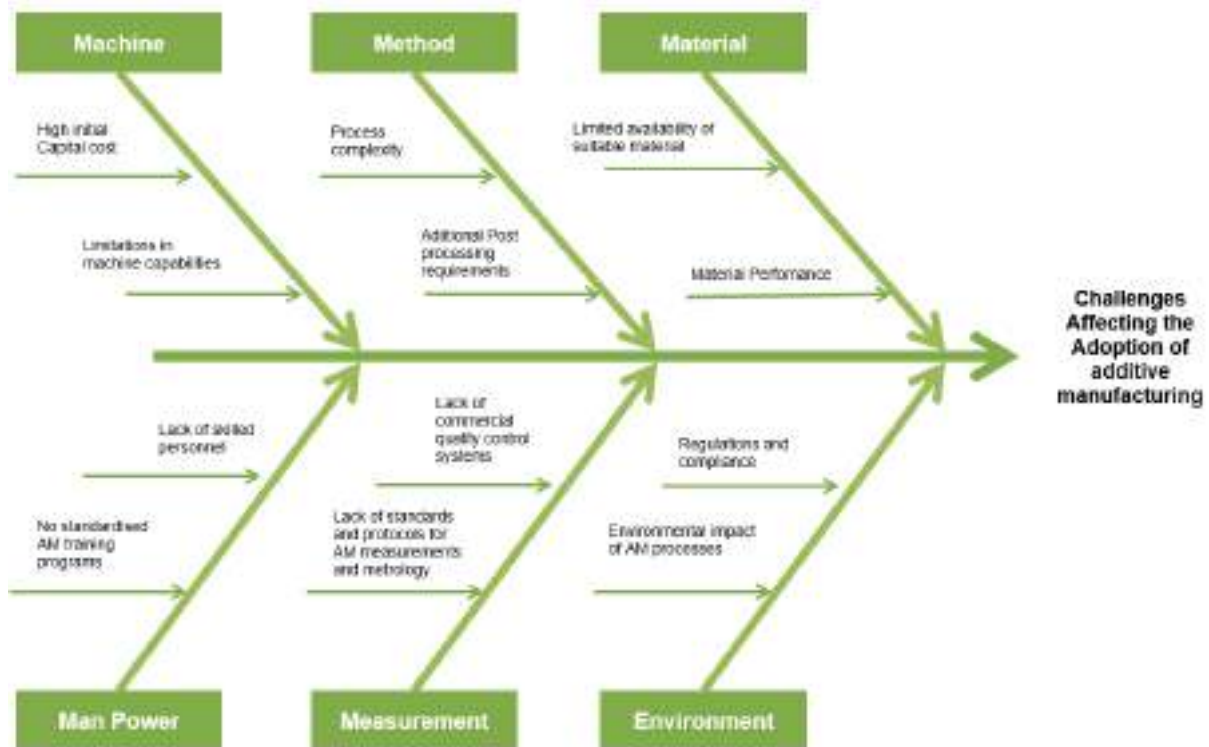 Machine
Method
Material
High initial
Capital cost
Process
complexity
Limited availability of
suitable material
Limitations in
machine capabilities
Aditional Post
processing
requirements
Material Perfomance
Challenges
Affecting the
Adoption of
additive
manufacturing
Lack of skilled
personnel
Lack of
commercial
quality control
systems
Regulations and
compliance
No standardised
AM training
programs
Lack of standards
and protocols for
AM measurements
and metrology
Environmental impact
of AM processes
Man Power
Measurement
Environment